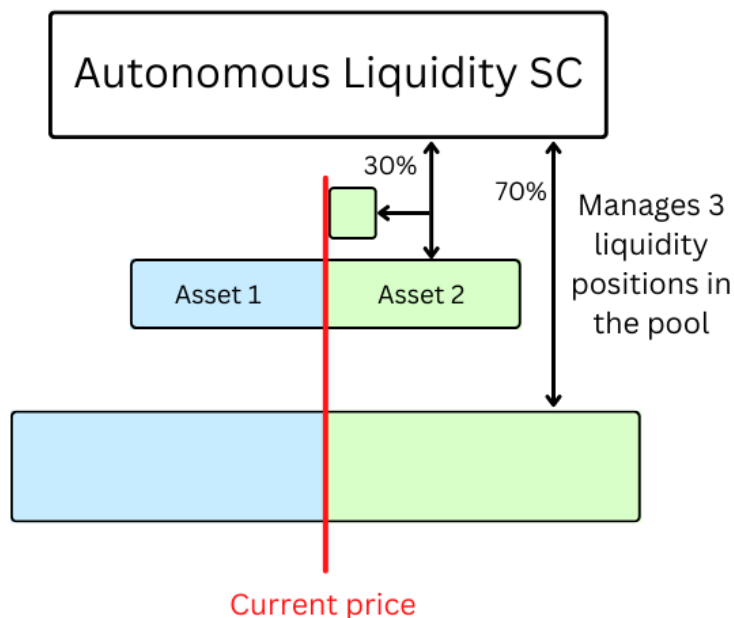 Autonomous Liquidity SC
30%
70%
Manages 3
liquidity
positions in
the pool
Asset 1
Asset 2
Current price